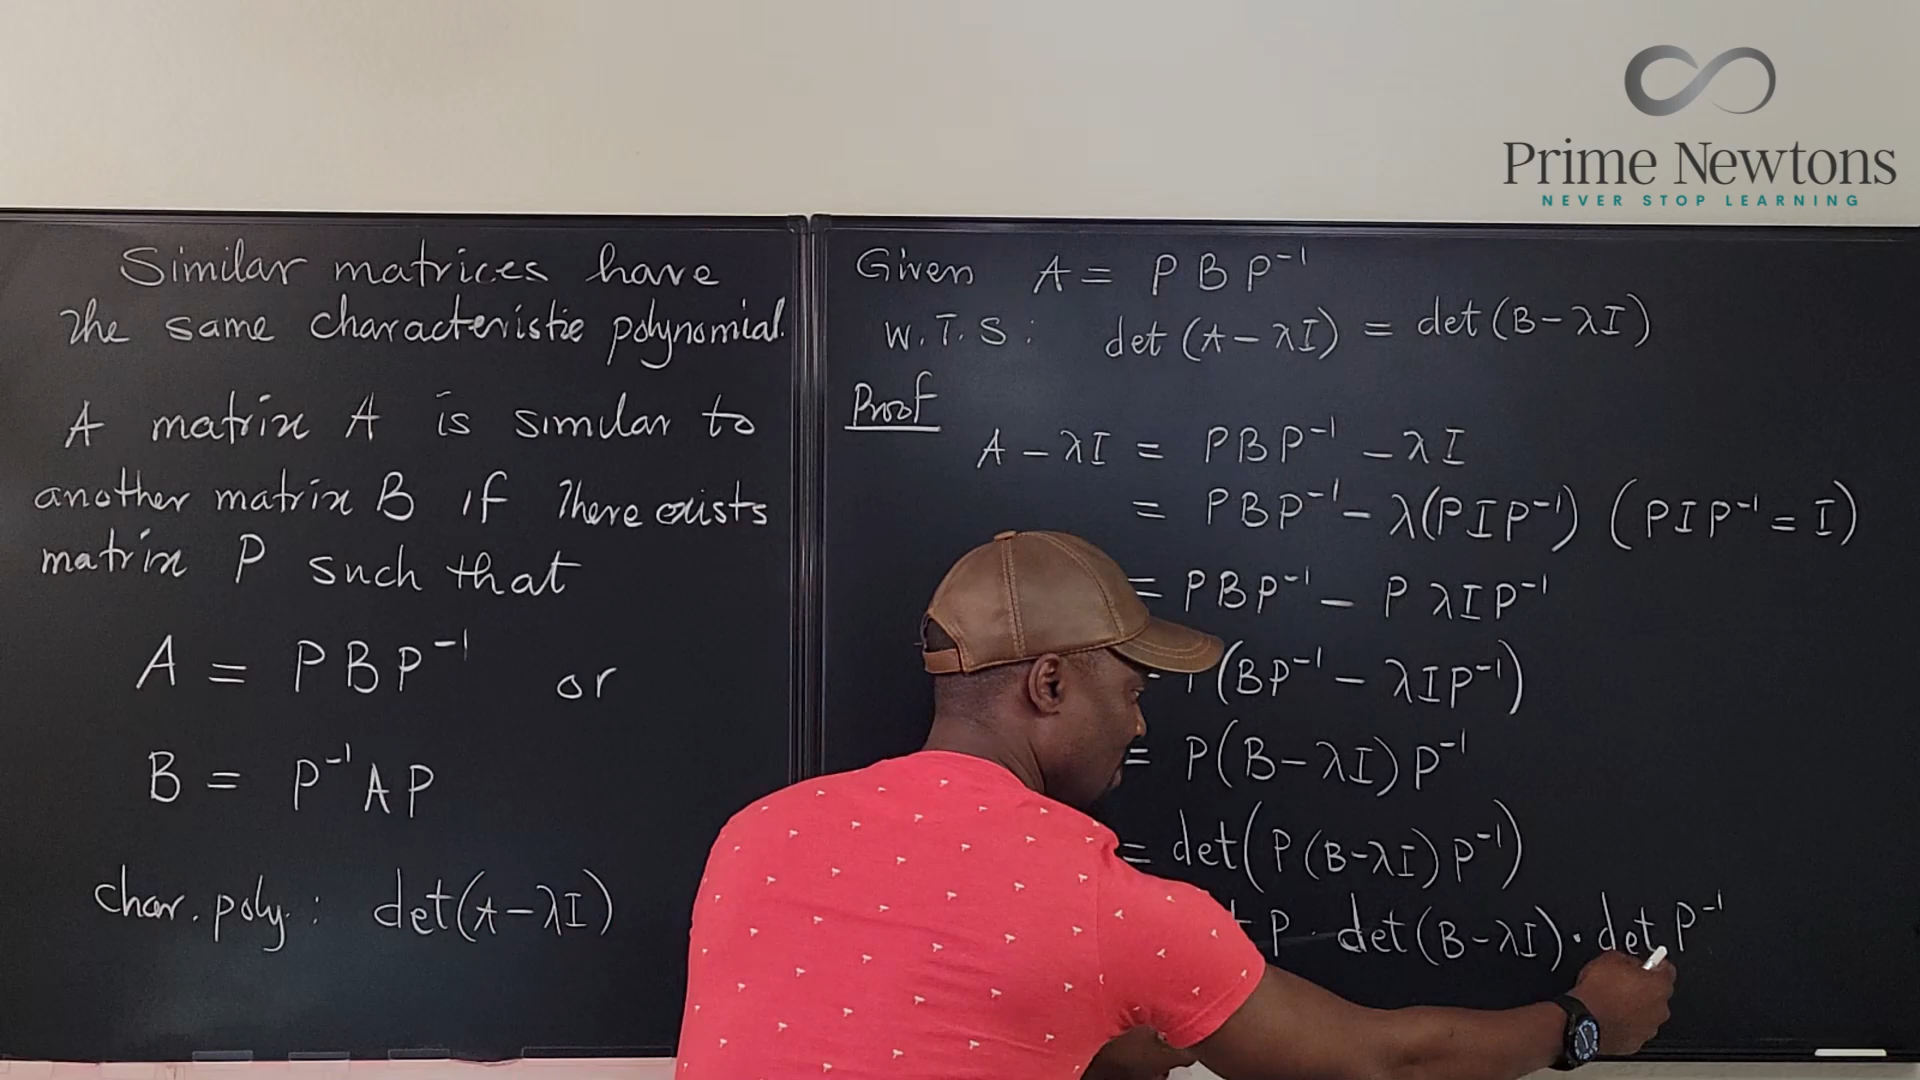 Prime Newtons
NEVER STOP LEARNING
Similar matrices have
the same characteristic polynomial.
A matrix A is similar to
another matrix B if there exists
matrix P such that
A = PBP⁻¹ or
B = P⁻¹AP
char. poly. : det(A-λI)
Given A = PBP⁻¹
W.T.S : det(A-λI) = det(B-λI)
Proof
A-λI = PBP⁻¹ - λI
= PBP⁻¹ - λ(PIP⁻¹) (PIP⁻¹ = I)
= PBP⁻¹ - PλIP⁻¹
(BP⁻¹ - λIP⁻¹)
= P(B-λI)P⁻¹
= det(P(B-λI)P⁻¹)
P · det(B-λI) · det P⁻¹